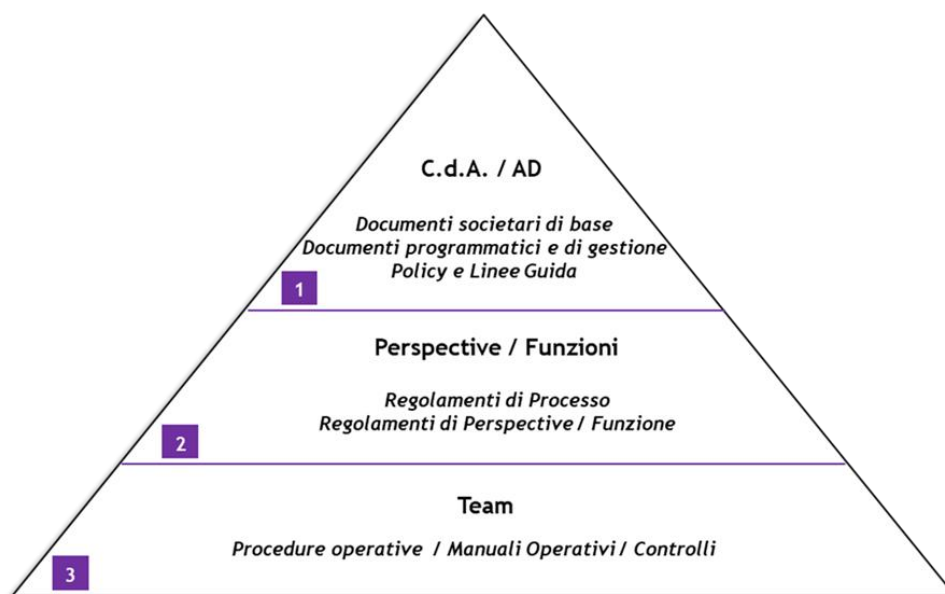 C.d.A. / AD
Documenti societari di base
Documenti programmatici e di gestione
Policy e Linee Guida
1
Perspective / Funzioni
Regolamenti di Processo
Regolamenti di Perspective / Funzione
2
Team
Procedure operative / Manuali Operativi / Controlli
3